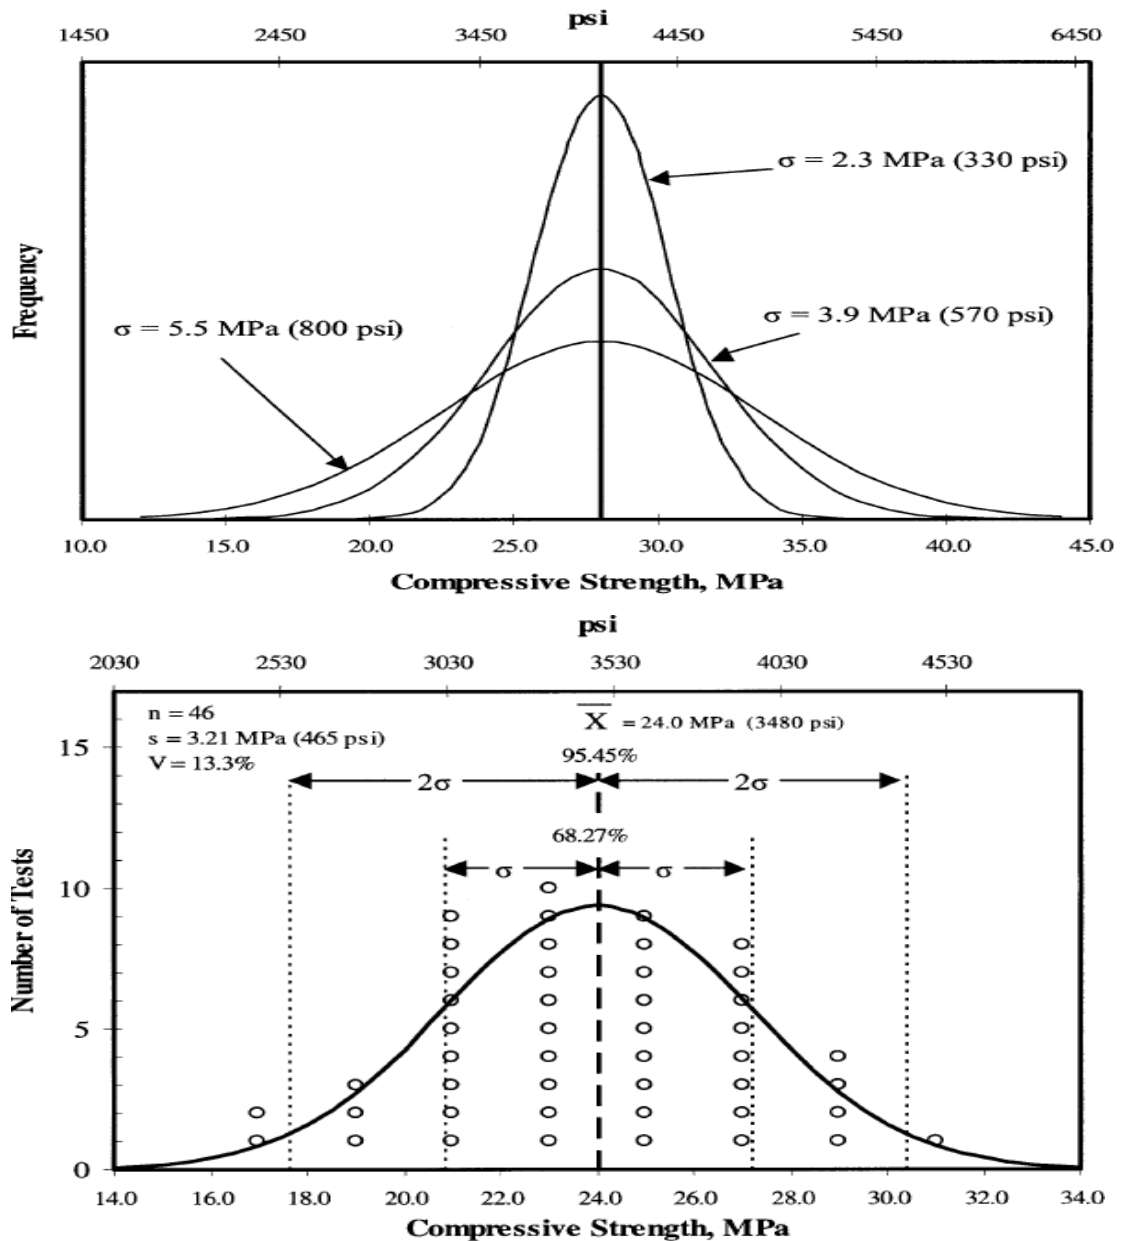 psi
1450 2450 3450 4450 5450 6450
σ = 2.3 MPa (330 psi)
σ = 3.9 MPa (570 psi)
σ = 5.5 MPa (800 psi)
Frequency
10.0 15.0 20.0 25.0 30.0 35.0 40.0 45.0
Compressive Strength, MPa
psi
2030 2530 3030 3530 4030 4530
n = 46
s = 3.21 MPa (465 psi)
V = 13.3%
X = 24.0 MPa (3480 psi)
95.45%
2σ 2σ
68.27%
σ σ
15
10
5
0
Number of Tests
14.0 16.0 18.0 20.0 22.0 24.0 26.0 28.0 30.0 32.0 34.0
Compressive Strength, MPa